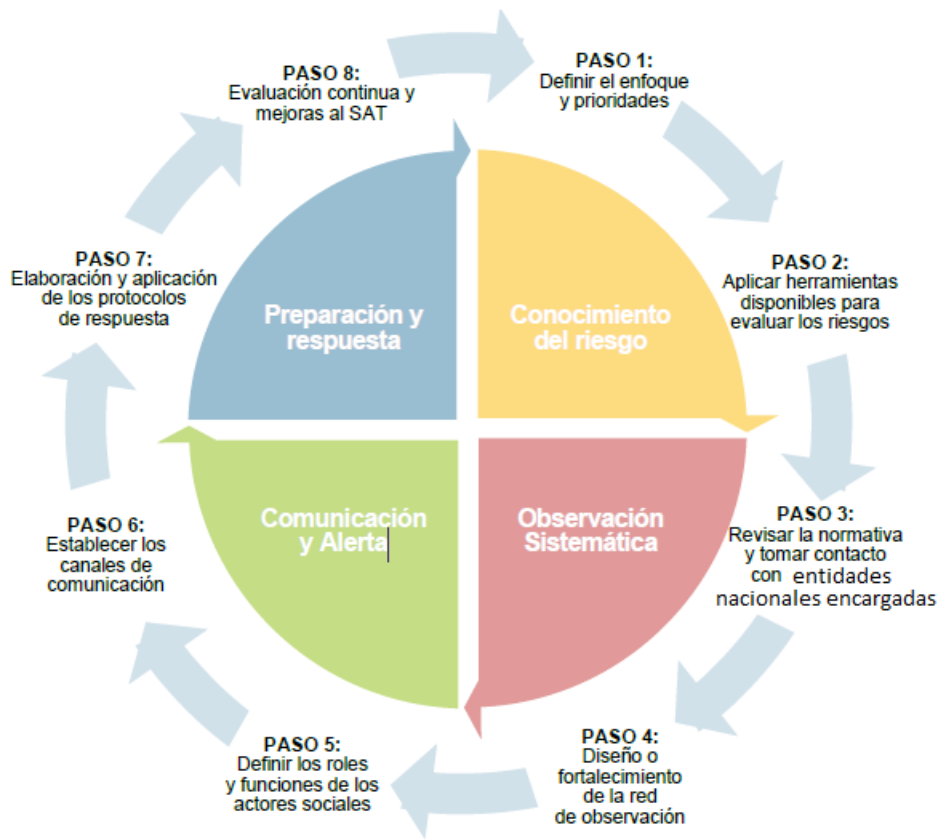 PASO 1:
Definir el enfoque
y prioridades
PASO 2:
Aplicar herramientas
disponibles para
evaluar los riesgos
PASO 3:
Revisar la normativa
y tomar contacto
con entidades
nacionales encargadas
PASO 4:
Diseño o
fortalecimiento
de la red
de observación
PASO 5:
Definir los roles
y funciones de los
actores sociales
PASO 6:
Establecer los
canales de
comunicación
PASO 7:
Elaboración y aplicación
de los protocolos
de respuesta
PASO 8:
Evaluación continua y
mejoras al SAT
Preparación y
respuesta
Conocimiento
del riesgo
Comunicación
y Alerta
Observación
Sistemática